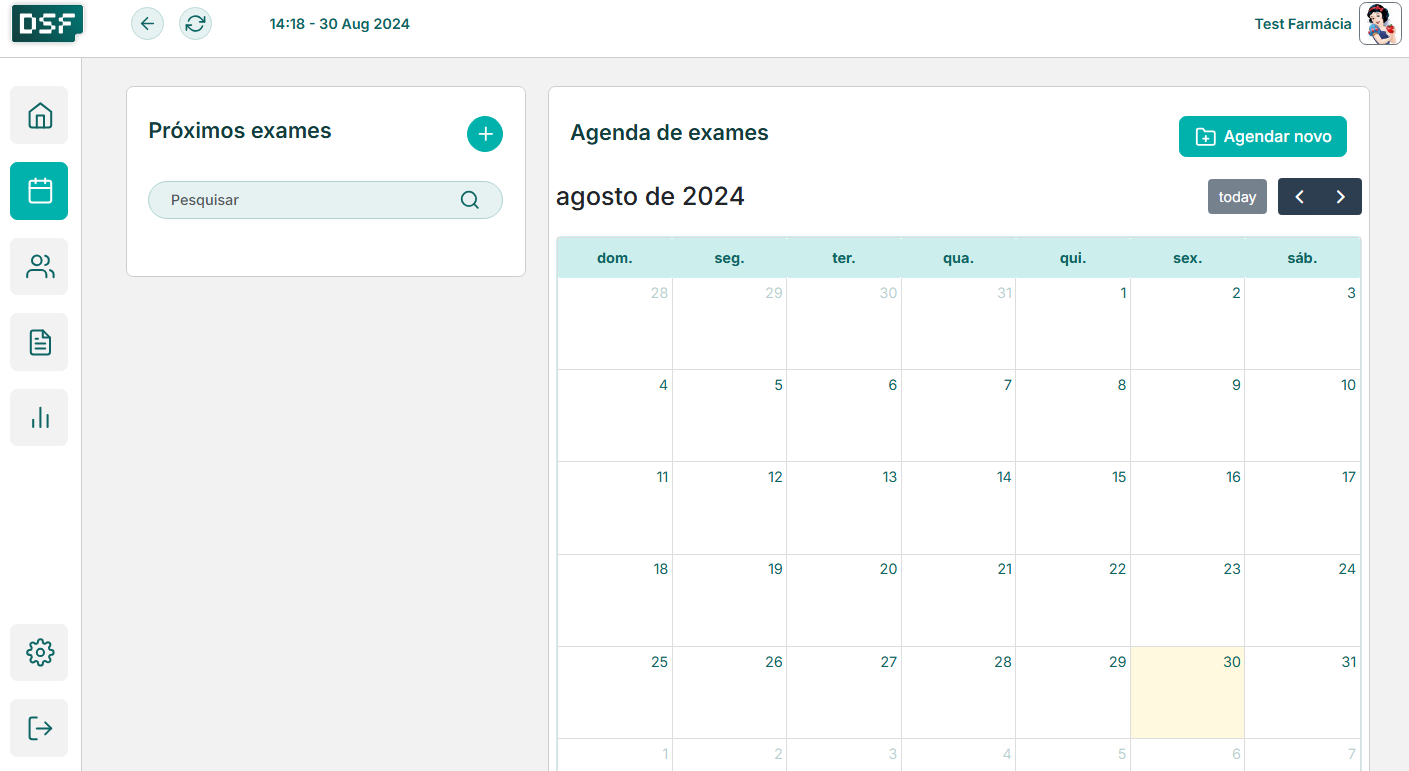 DSF
14:18 - 30 Aug 2024
Test Farmácia
Próximos exames
Pesquisar
Agenda de exames
Agendar novo
agosto de 2024
today
dom. seg. ter. qua. qui. sex. sáb.
28 29 30 31 1 2 3
4 5 6 7 8 9 10
11 12 13 14 15 16 17
18 19 20 21 22 23 24
25 26 27 28 29 30 31
1 2 3 4 5 6 7